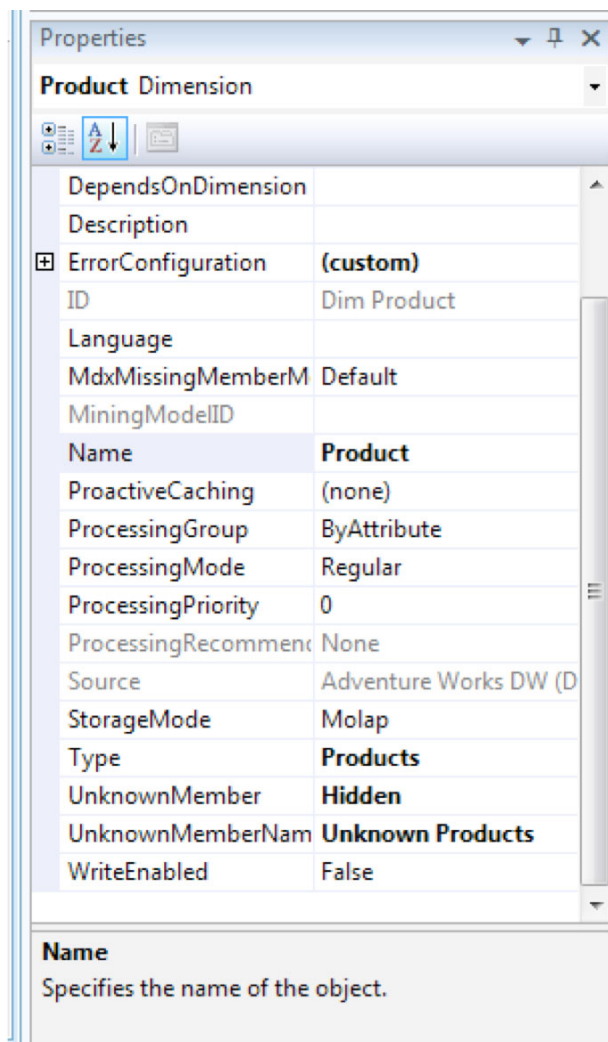 Properties
Product Dimension
DependsOnDimension
Description
ErrorConfiguration (custom)
ID Dim Product
Language
MdxMissingMemberM Default
MiningModelID
Name Product
ProactiveCaching (none)
ProcessingGroup ByAttribute
ProcessingMode Regular
ProcessingPriority 0
ProcessingRecommend None
Source Adventure Works DW (D
StorageMode Molap
Type Products
UnknownMember Hidden
UnknownMemberNam Unknown Products
WriteEnabled False
Name
Specifies the name of the object.